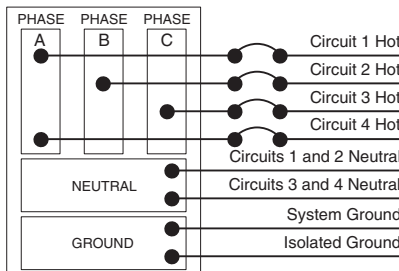 PHASE PHASE PHASE
A B C
Circuit 1 Hot
Circuit 2 Hot
Circuit 3 Hot
Circuit 4 Hot
Circuits 1 and 2 Neutral
NEUTRAL
Circuits 3 and 4 Neutral
System Ground
GROUND
Isolated Ground